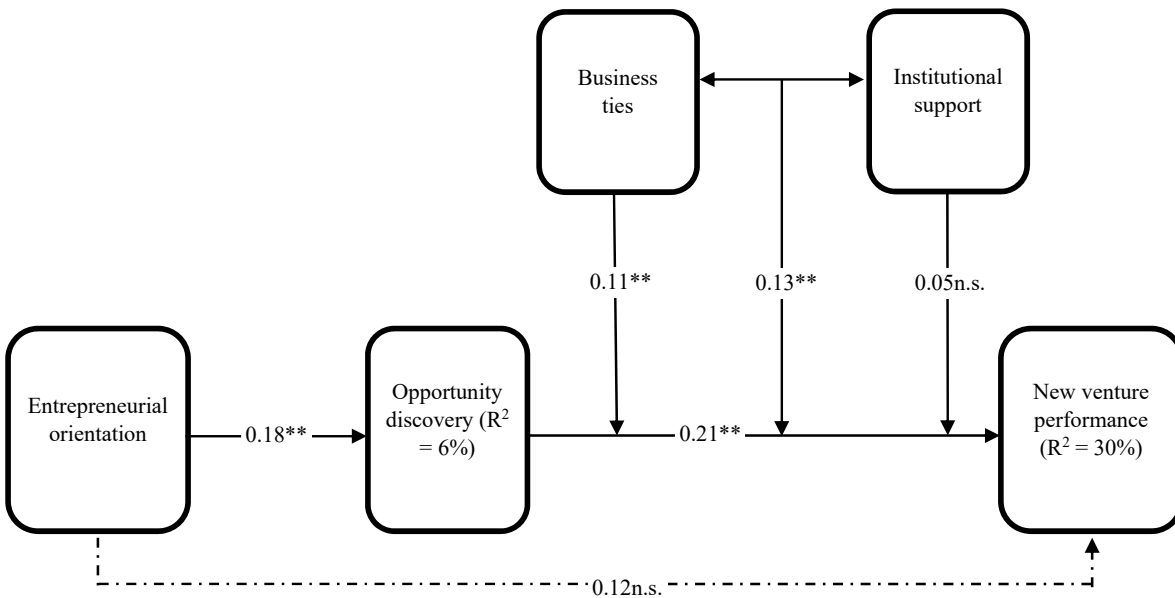 Business
ties
Institutional
support
0.11**
0.13**
0.05n.s.
Entrepreneurial
orientation
0.18**
Opportunity
discovery (R²
= 6%)
0.21**
New venture
performance
(R² = 30%)
0.12n.s.